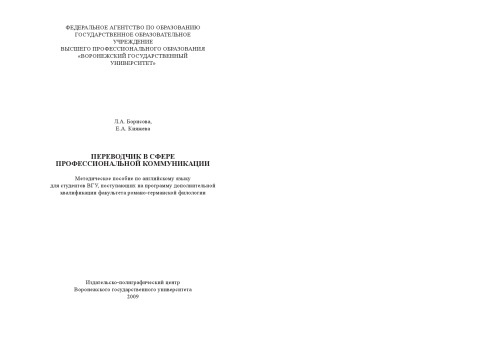 ФЕДЕРАЛЬНОЕ АГЕНТСТВО ПО ОБРАЗОВАНИЮ
ГОСУДАРСТВЕННОЕ ОБРАЗОВАТЕЛЬНОЕ
УЧРЕЖДЕНИЕ
ВЫСШЕГО ПРОФЕССИОНАЛЬНОГО ОБРАЗОВАНИЯ
«ВОРОНЕЖСКИЙ ГОСУДАРСТВЕННЫЙ
УНИВЕРСИТЕТ»
Л.А. Борисова,
Е.А. Княжева
ПЕРЕВОДЧИК В СФЕРЕ
ПРОФЕССИОНАЛЬНОЙ КОММУНИКАЦИИ
Методическое пособие по английскому языку
для студентов ВГУ, поступающих на программу дополнительной
квалификации факультета романо-германской филологии
Издательско-полиграфический центр
Воронежского государственного университета
2009